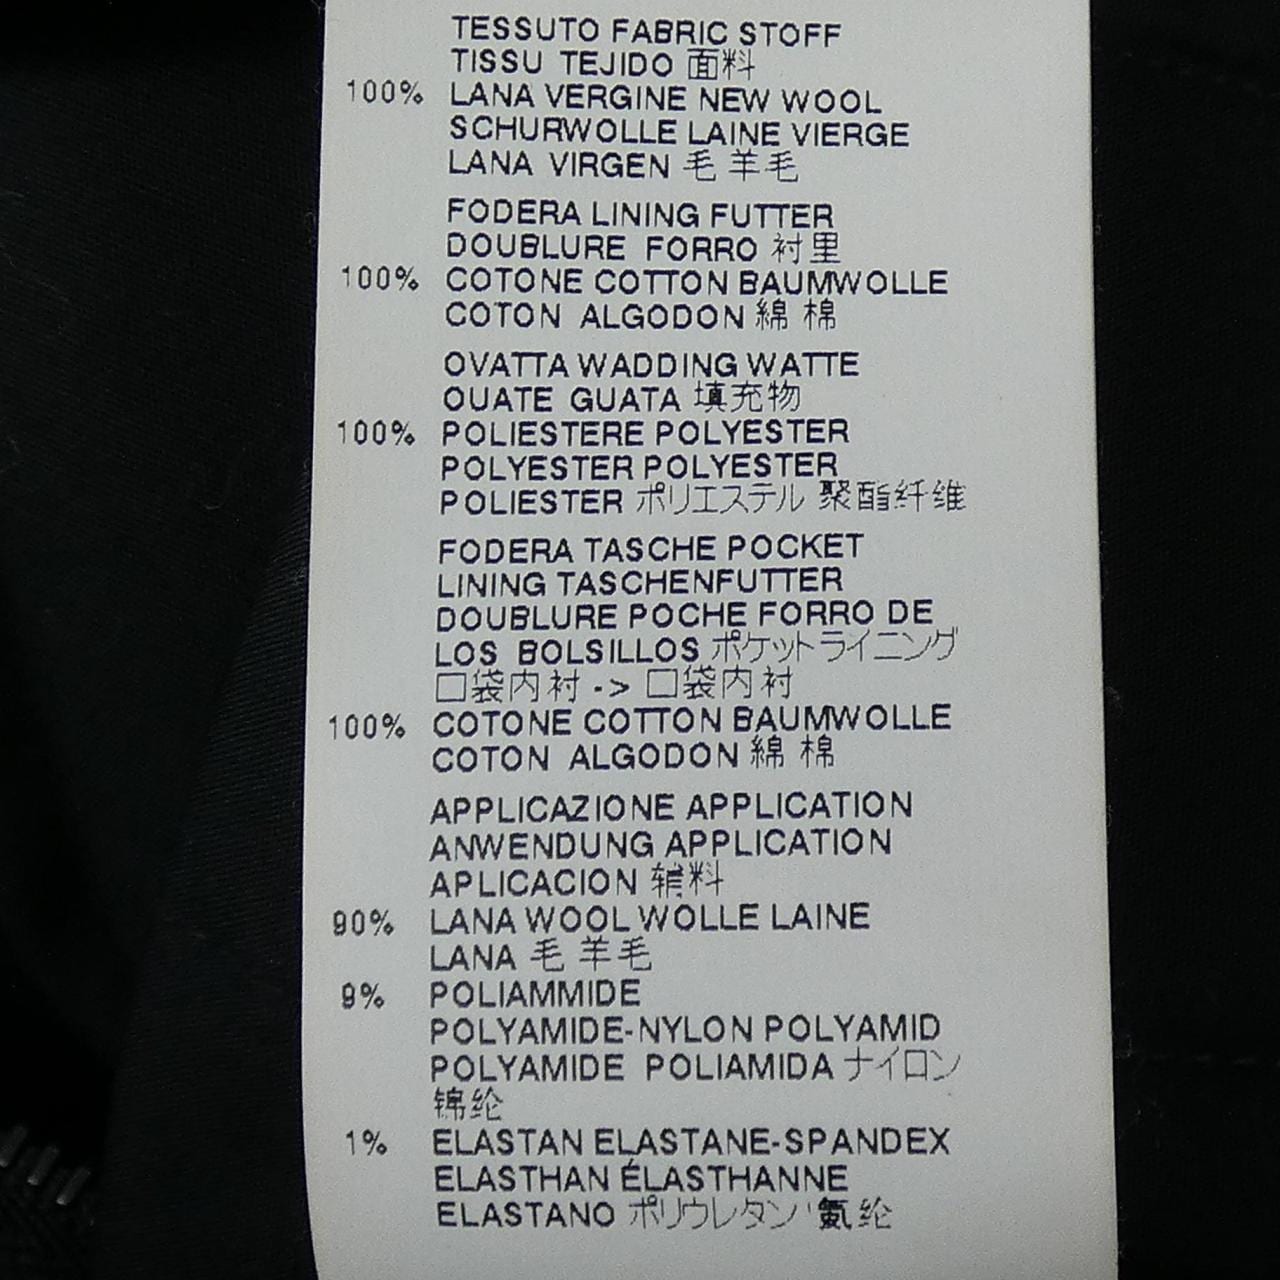 TESSUTO FABRIC STOFF
TISSU TEJIDO 面料
100% LANA VERGINE NEW WOOL
SCHURWOLLE LAINE VIERGE
LANA VIRGEN 毛 羊毛
FODERA LINING FUTTER
DOUBLURE FORRO 衬里
100% COTONE COTTON BAUMWOLLE
COTON ALGODON 綿 棉
OVATTA WADDING WATTE
OUATE GUATA 填充物
100% POLIESTERE POLYESTER
POLYESTER POLYESTER
POLIESTER ポリエステル 聚酯纤维
FODERA TASCHE POCKET
LINING TASCHENFUTTER
DOUBLURE POCHE FORRO DE
LOS BOLSILLOS ポケットライニング
口袋内衬 -> 口袋内衬
100% COTONE COTTON BAUMWOLLE
COTON ALGODON 綿 棉
APPLICAZIONE APPLICATION
ANWENDUNG APPLICATION
APLICACION 辅料
90% LANA WOOL WOLLE LAINE
LANA 毛 羊毛
9% POLIAMMIDE
POLYAMIDE-NYLON POLYAMID
POLYAMIDE POLIAMIDA ナイロン
锦纶
1% ELASTAN ELASTANE-SPANDEX
ELASTHAN ÉLASTHANNE
ELASTANO ポリウレタン 氨纶